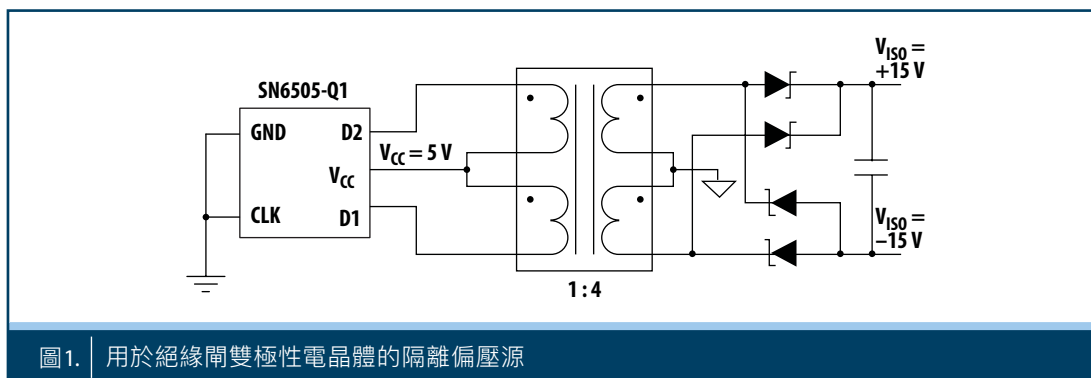 SN6505-Q1
GND
D2
V_CC = 5 V
V_CC
CLK
D1
1 : 4
V_ISO =
+15 V
V_ISO =
–15 V
圖1. 用於絕緣閘雙極性電晶體的隔離偏壓源